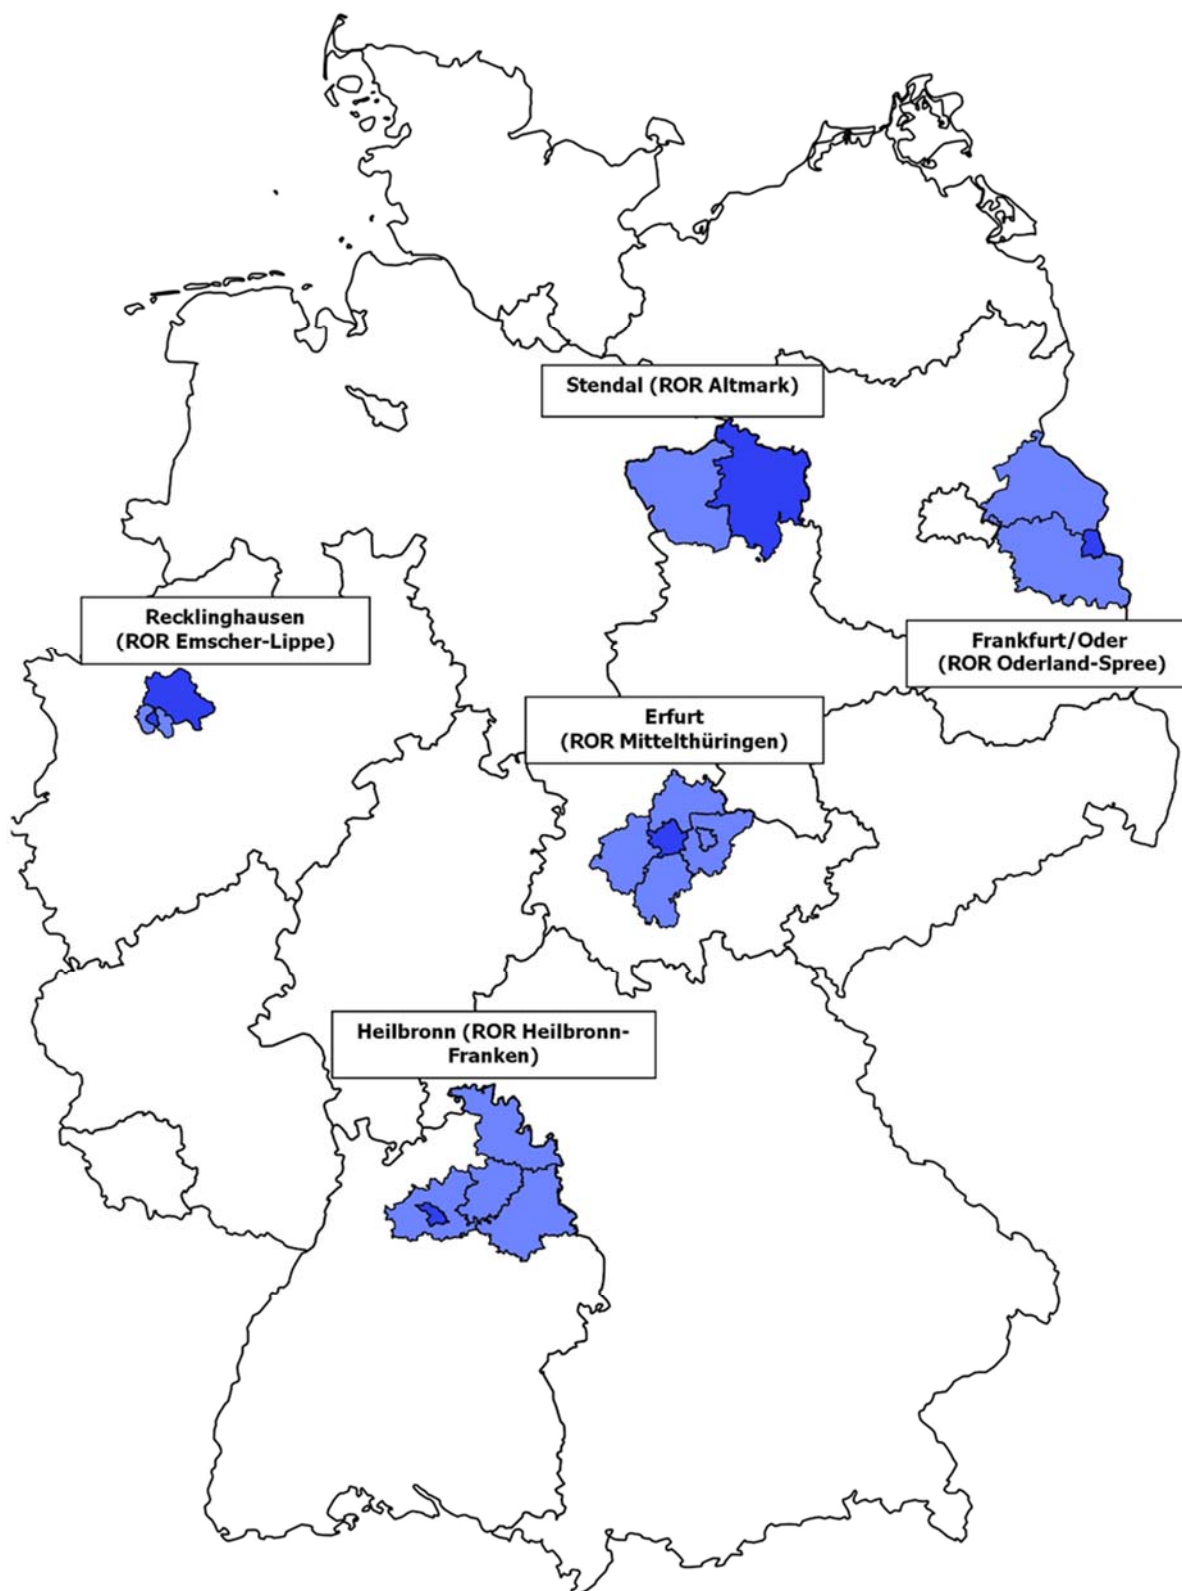 Stendal (ROR Altmark)
Recklinghausen
(ROR Emscher-Lippe)
Frankfurt/Oder
(ROR Oderland-Spree)
Erfurt
(ROR Mittelthüringen)
Heilbronn (ROR Heilbronn-
Franken)